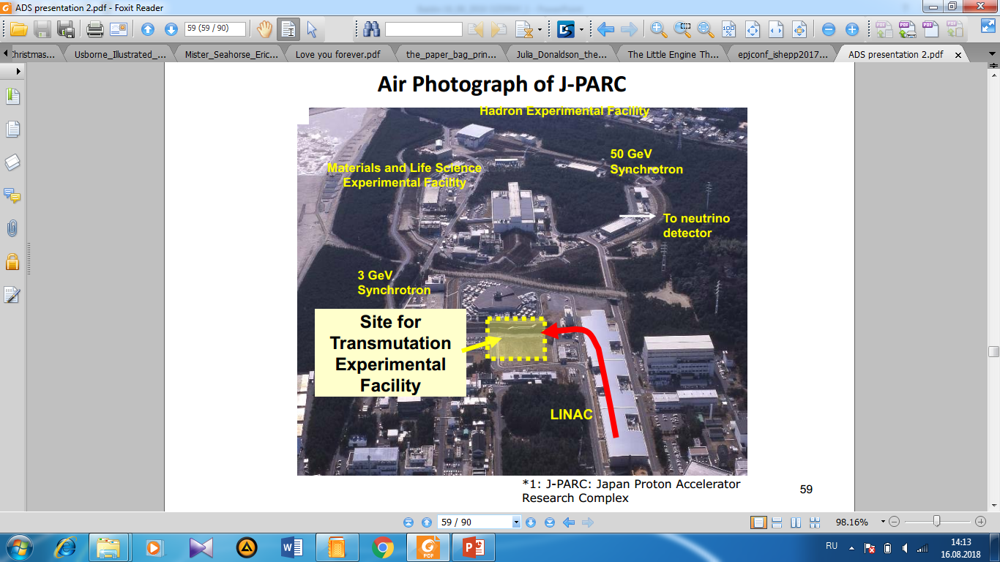 ADS presentation 2.pdf - Foxit Reader
59 (59 / 90)
Christmas...
Usborne_Illustrated_...
Mister_Seahorse_Eric...
Love you forever.pdf
the_paper_bag_prin...
Julia_Donaldson_the...
The Little Engine Th...
epjconf_ishepp2017...
ADS presentation 2.pdf
Air Photograph of J-PARC
Hadron Experimental Facility
50 GeV
Synchrotron
Materials and Life Science
Experimental Facility
To neutrino
detector
3 GeV
Synchrotron
Site for
Transmutation
Experimental
Facility
LINAC
*1: J-PARC: Japan Proton Accelerator
Research Complex
59
59 / 90
98.16%
RU
14:13
16.08.2018